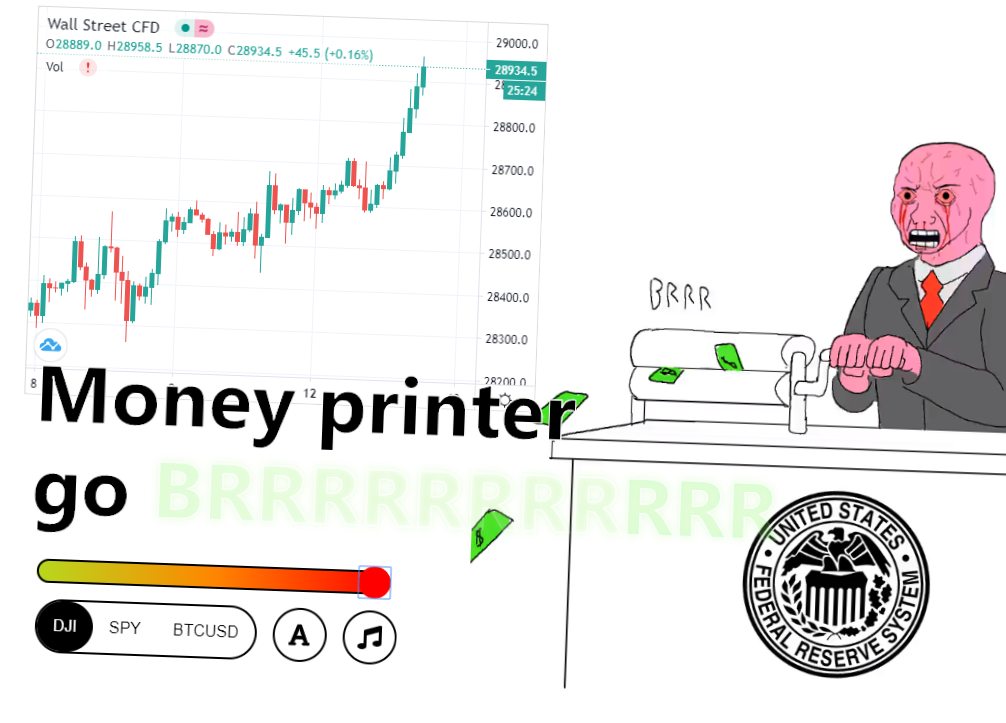 Wall Street CFD
O28889.0 H28958.5 L28870.0 C28934.5 +45.5 (+0.16%)
Vol !
29000.0
28934.5
25:24
28800.0
28700.0
28600.0
28500.0
28400.0
28300.0
28200.0
8
12
BRRR
Money printer
go BRRRRRRRRRRR
DJI SPY BTCUSD
A
UNITED STATES
FEDERAL RESERVE SYSTEM